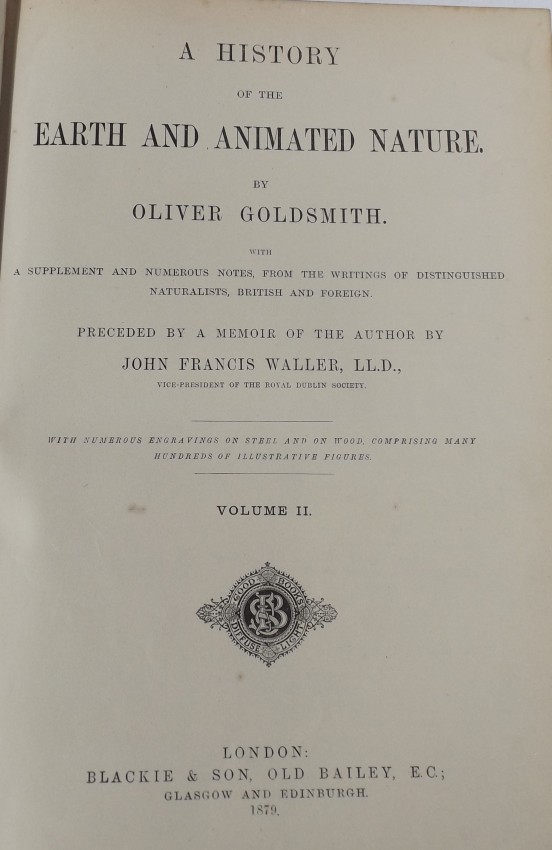 A HISTORY
OF THE
EARTH AND ANIMATED NATURE.
BY
OLIVER GOLDSMITH.
WITH
A SUPPLEMENT AND NUMEROUS NOTES, FROM THE WRITINGS OF DISTINGUISHED
NATURALISTS, BRITISH AND FOREIGN.
PRECEDED BY A MEMOIR OF THE AUTHOR BY
JOHN FRANCIS WALLER, LL.D.,
VICE-PRESIDENT OF THE ROYAL DUBLIN SOCIETY.
WITH NUMEROUS ENGRAVINGS ON STEEL AND ON WOOD, COMPRISING MANY
HUNDREDS OF ILLUSTRATIVE FIGURES.
VOLUME II.
GOOD BOOKS
DIFFUSE LIGHT
LONDON:
BLACKIE & SON, OLD BAILEY, E.C.;
GLASGOW AND EDINBURGH.
1879.